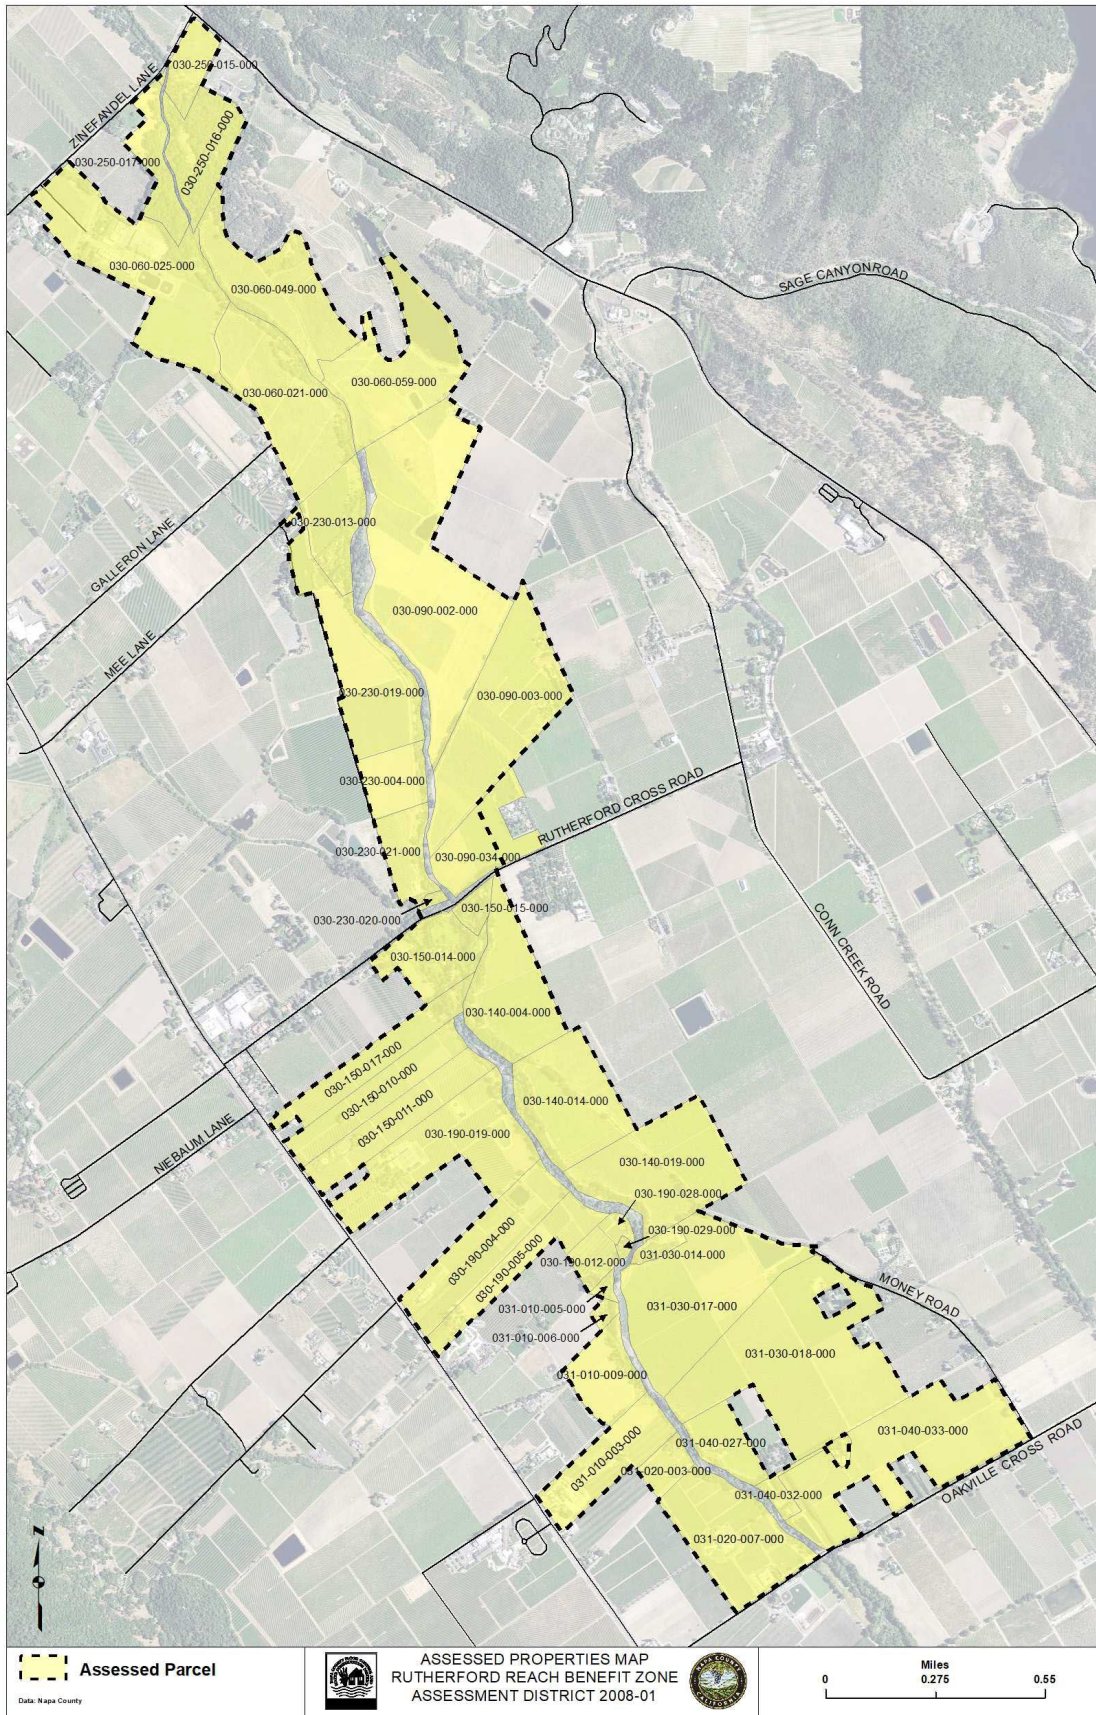 030-250-015-000
ZINEFANDEL LANE
030-250-016-000
030-250-017-000
030-060-025-000
030-060-049-000
SAGE CANYON ROAD
030-060-059-000
030-060-021-000
030-230-013-000
GALLERON LANE
030-090-002-000
MEE LANE
030-230-019-000
030-090-003-000
030-230-004-000
RUTHERFORD CROSS ROAD
030-230-021-000
030-090-034-000
030-150-015-000
030-230-020-000
CONN CREEK ROAD
030-150-014-000
030-140-004-000
030-150-017-000
030-150-010-000
030-140-014-000
030-150-011-000
030-190-019-000
NIEBAUM LANE
030-140-019-000
030-190-028-000
030-190-029-000
030-190-004-000
030-190-005-000
030-190-012-000
031-030-014-000
MONEY ROAD
031-010-005-000
031-030-017-000
031-010-006-000
031-030-018-000
031-010-009-000
031-040-033-000
031-040-027-000
031-010-003-000
031-020-003-000
OAKVILLE CROSS ROAD
031-040-032-000
031-020-007-000
N
Assessed Parcel
Data: Napa County
ASSESSED PROPERTIES MAP
RUTHERFORD REACH BENEFIT ZONE
ASSESSMENT DISTRICT 2008-01
NAPA COUNTY
CALIFORNIA
Miles
0 0.275 0.55